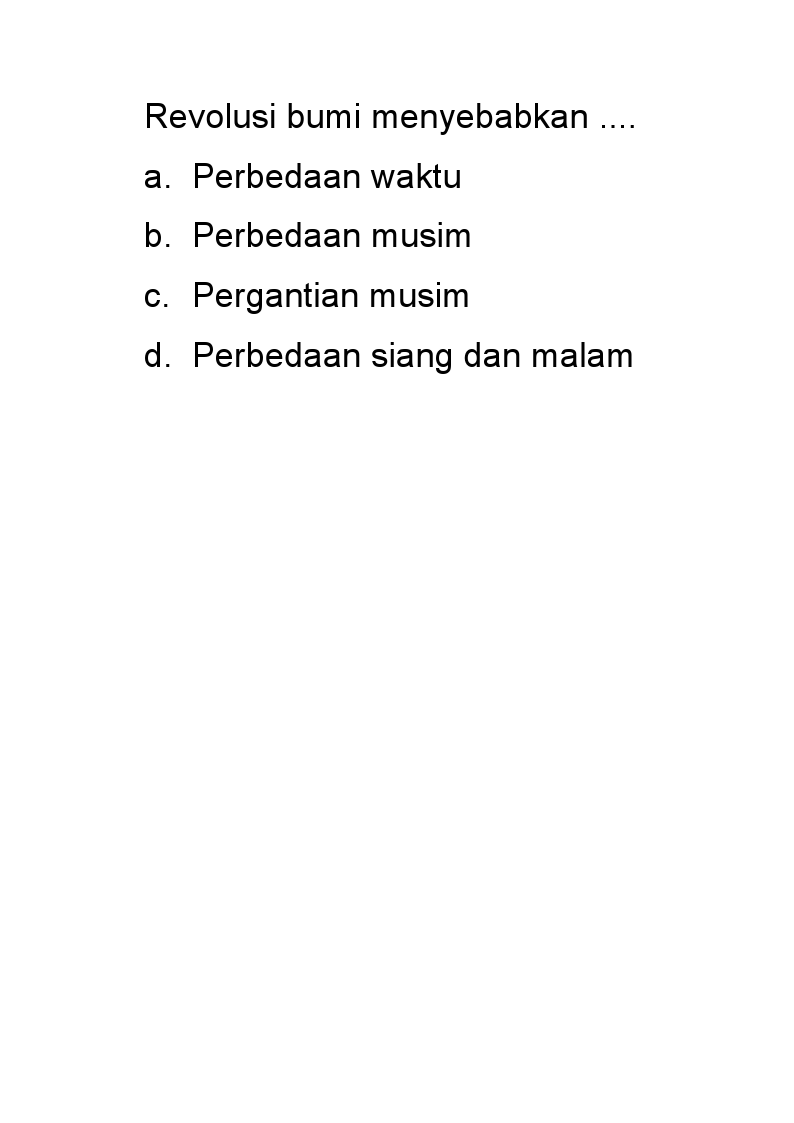 Revolusi bumi menyebabkan ....
a. Perbedaan waktu
b. Perbedaan musim
c. Pergantian musim
d. Perbedaan siang dan malam